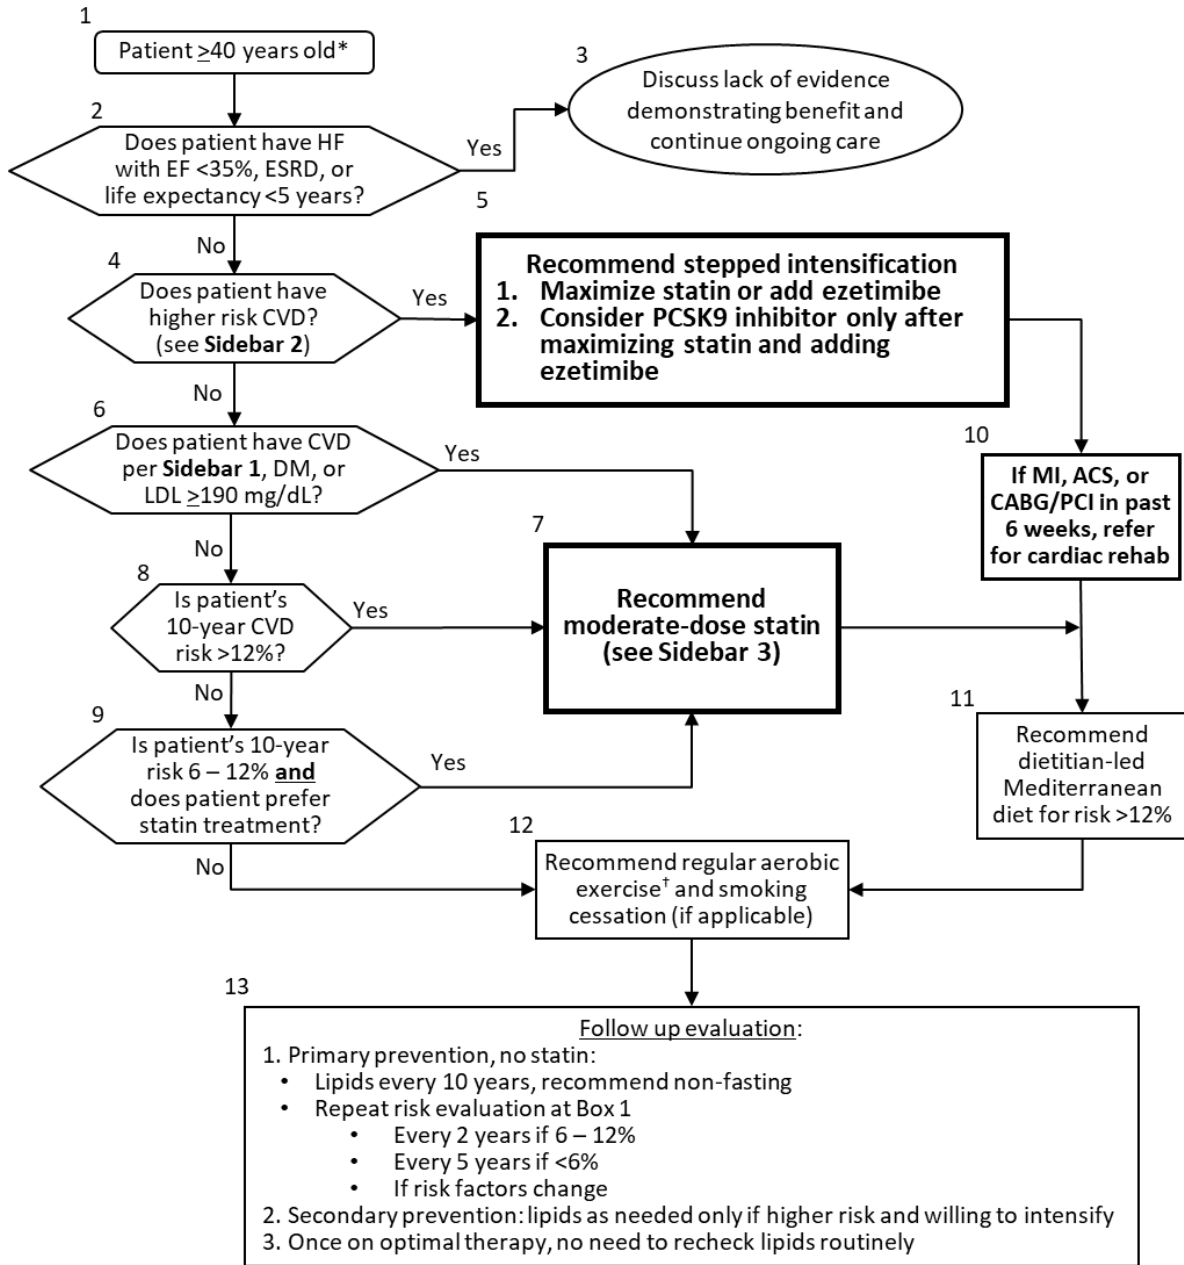 1
Patient ≥40 years old*
2
Does patient have HF
with EF <35%, ESRD, or
life expectancy <5 years?
Yes
3
Discuss lack of evidence
demonstrating benefit and
continue ongoing care
No
4
Does patient have
higher risk CVD?
(see Sidebar 2)
Yes
5
Recommend stepped intensification
1. Maximize statin or add ezetimibe
2. Consider PCSK9 inhibitor only after
maximizing statin and adding
ezetimibe
No
6
Does patient have CVD
per Sidebar 1, DM, or
LDL ≥190 mg/dL?
Yes
No
7
Recommend
moderate-dose statin
(see Sidebar 3)
8
Is patient's
10-year CVD
risk >12%?
Yes
No
9
Is patient's 10-year
risk 6 – 12% and
does patient prefer
statin treatment?
Yes
No
10
If MI, ACS, or
CABG/PCI in past
6 weeks, refer
for cardiac rehab
11
Recommend
dietitian-led
Mediterranean
diet for risk >12%
12
Recommend regular aerobic
exercise† and smoking
cessation (if applicable)
13
Follow up evaluation:
1. Primary prevention, no statin:
• Lipids every 10 years, recommend non-fasting
• Repeat risk evaluation at Box 1
• Every 2 years if 6 – 12%
• Every 5 years if <6%
• If risk factors change
2. Secondary prevention: lipids as needed only if higher risk and willing to intensify
3. Once on optimal therapy, no need to recheck lipids routinely